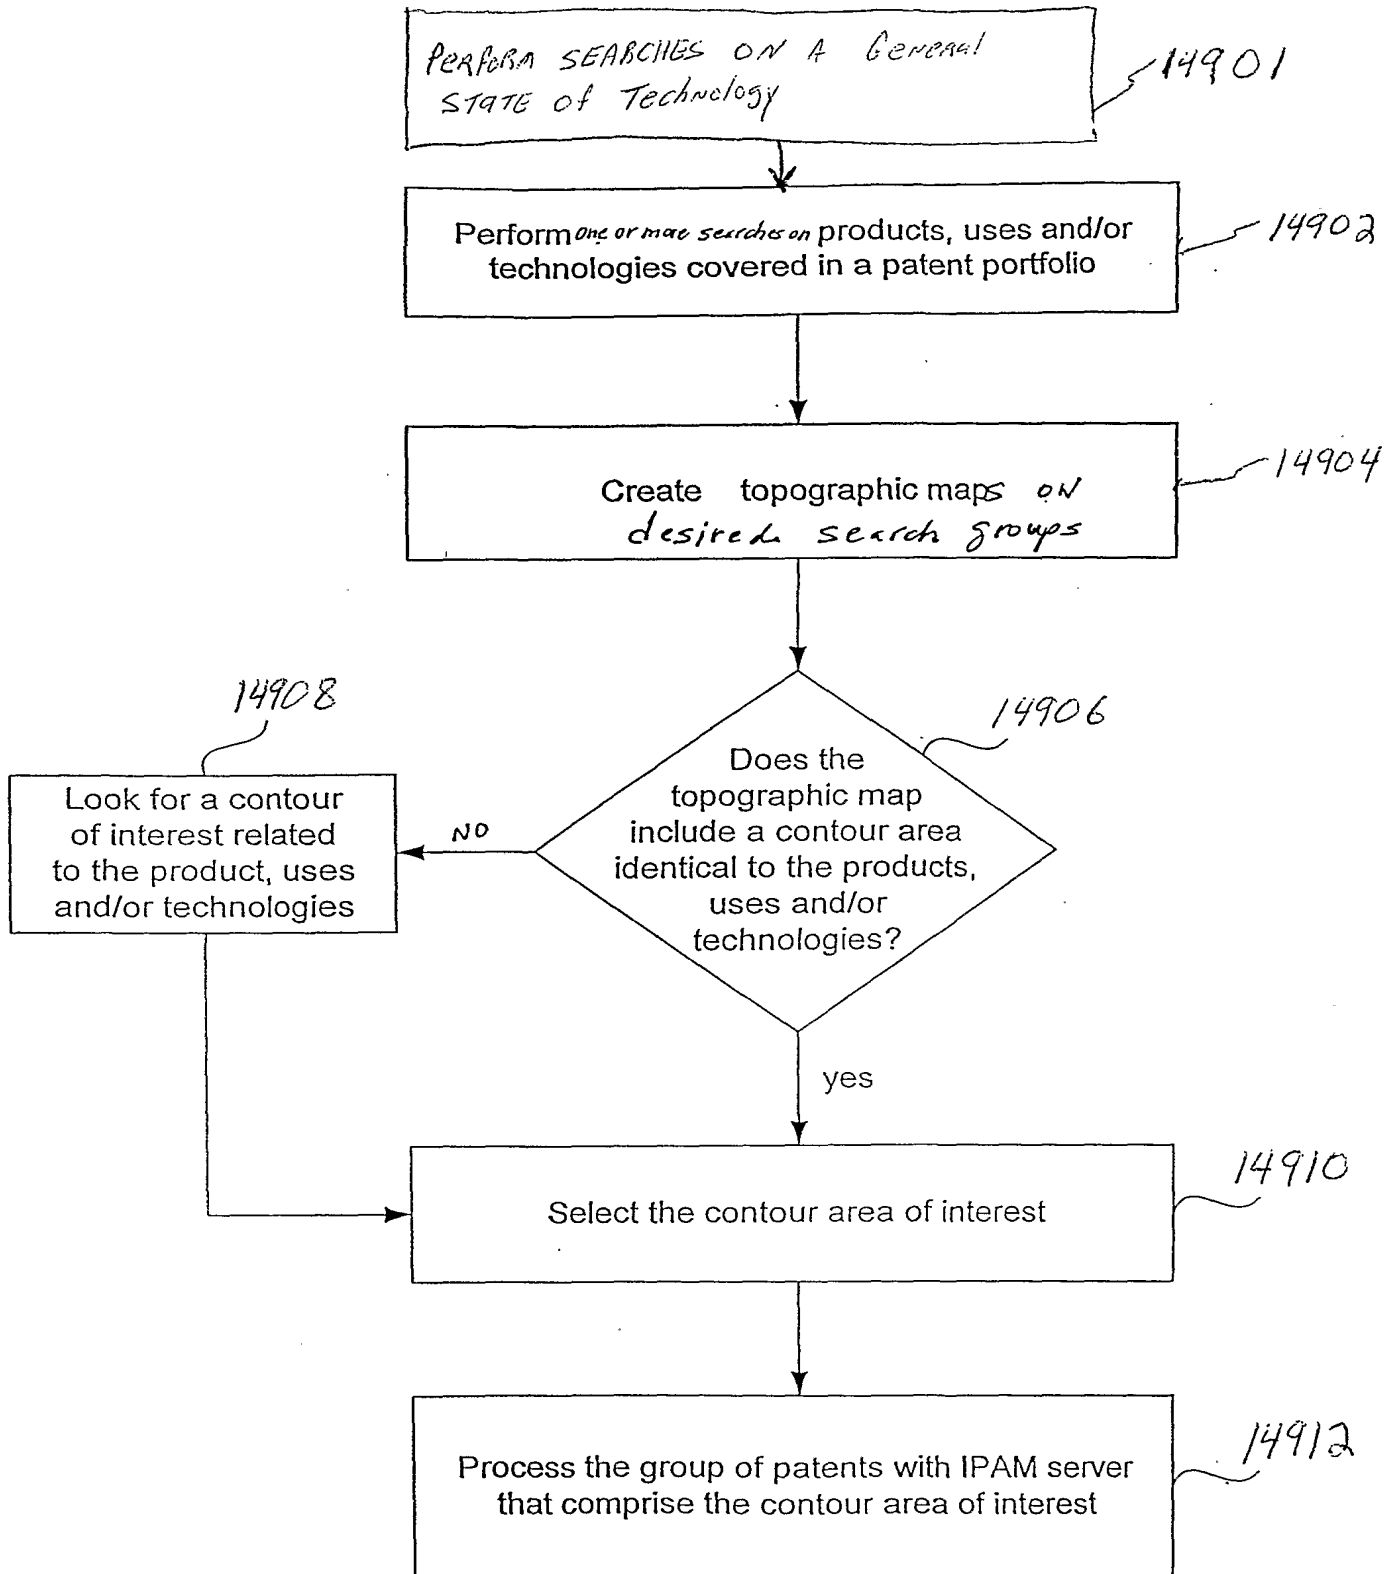 PERFORM SEARCHES ON A General
STATE of Technology
14901
Perform one or more searches on products, uses and/or
technologies covered in a patent portfolio
14902
Create topographic maps ON
desired search groups
14904
14908
14906
Does the
topographic map
include a contour area
identical to the products,
uses and/or
technologies?
Look for a contour
of interest related
to the product, uses
and/or technologies
NO
yes
14910
Select the contour area of interest
Process the group of patents with IPAM server
that comprise the contour area of interest
14912